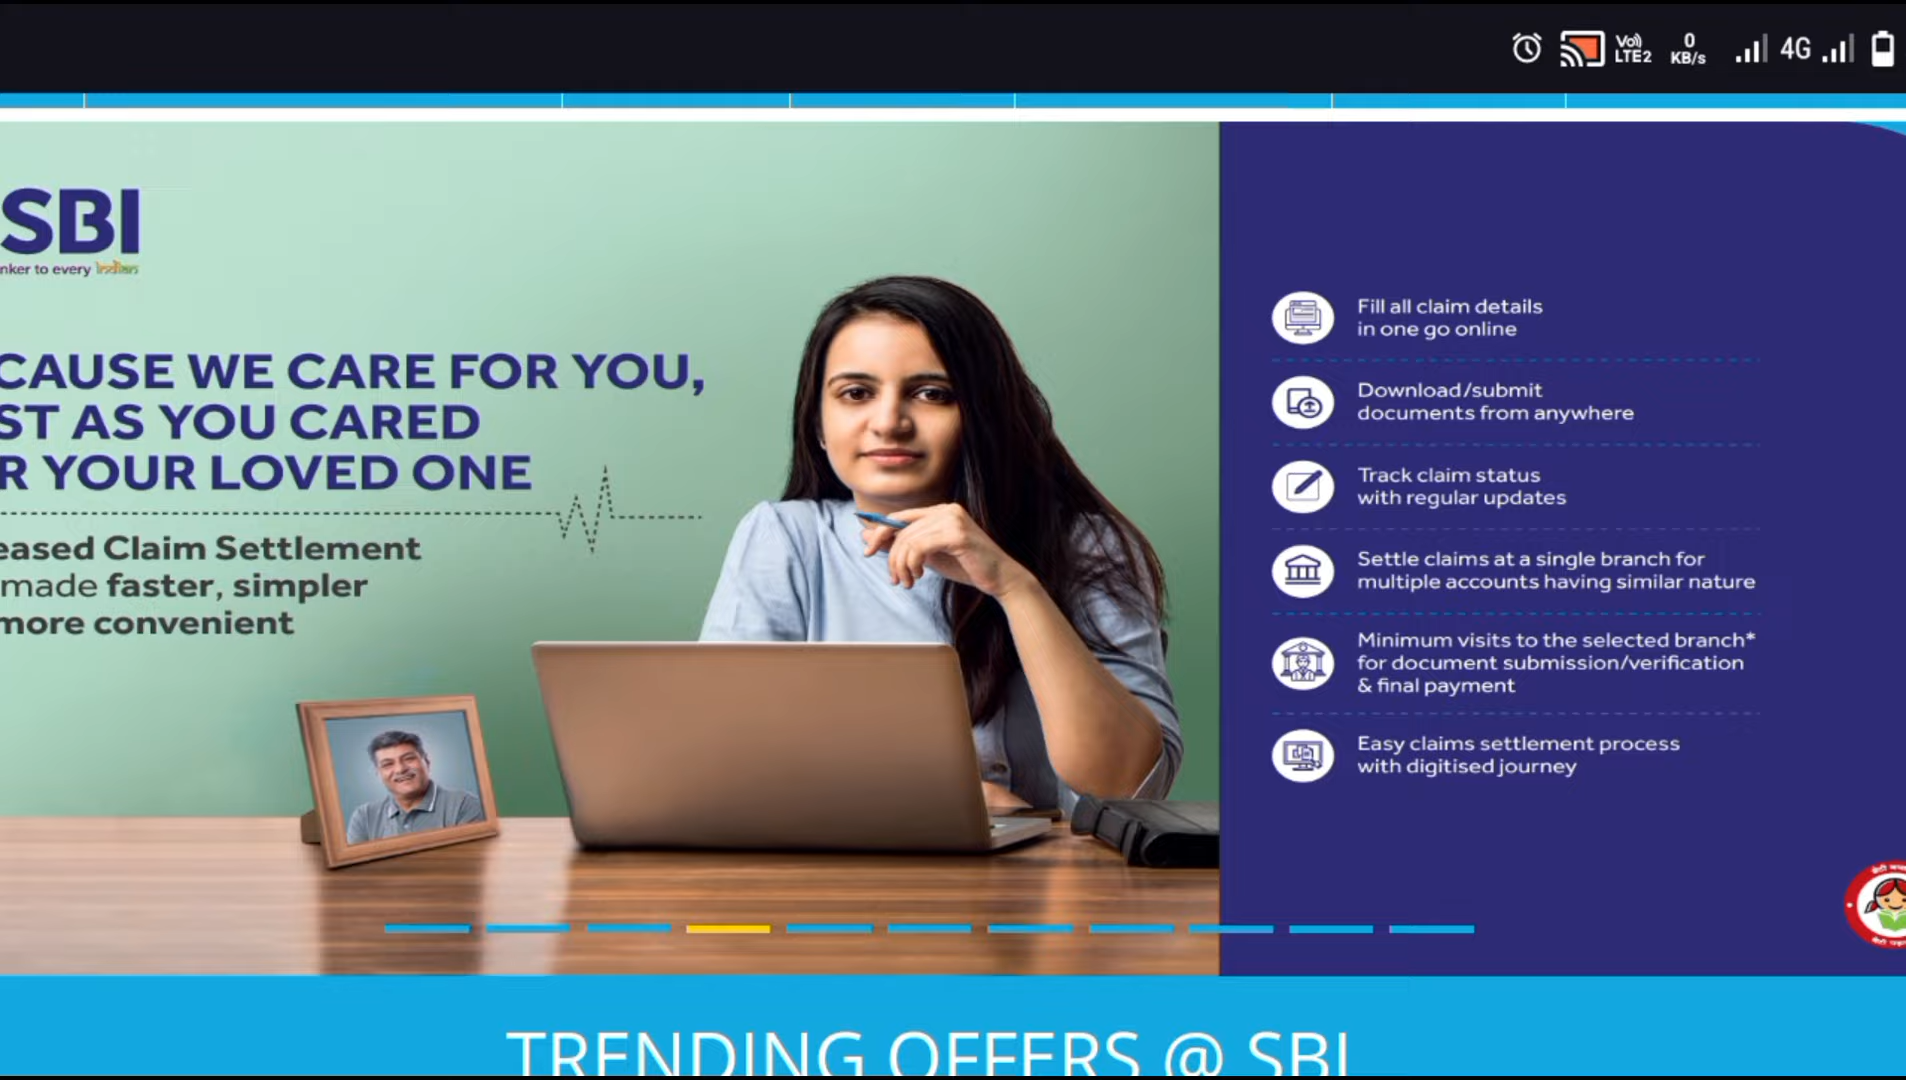 Vo)) LTE2
0 KB/s
4G
SBI
nker to every Indian
CAUSE WE CARE FOR YOU,
ST AS YOU CARED
R YOUR LOVED ONE
eased Claim Settlement
made faster, simpler
more convenient
Fill all claim details
in one go online
Download/submit
documents from anywhere
Track claim status
with regular updates
Settle claims at a single branch for
multiple accounts having similar nature
Minimum visits to the selected branch*
for document submission/verification
& final payment
Easy claims settlement process
with digitised journey
TRENDING OFFERS @ SBI